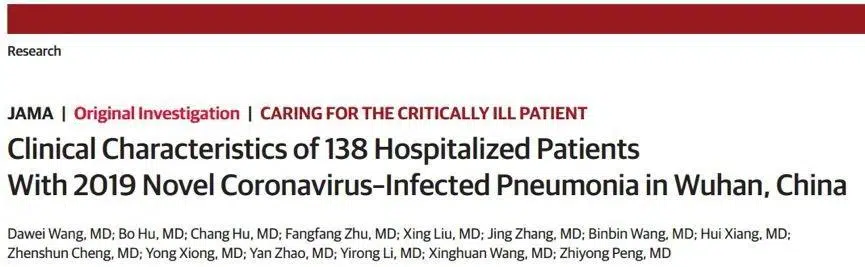 Research
JAMA | Original Investigation | CARING FOR THE CRITICALLY ILL PATIENT
Clinical Characteristics of 138 Hospitalized Patients
With 2019 Novel Coronavirus–Infected Pneumonia in Wuhan, China
Dawei Wang, MD; Bo Hu, MD; Chang Hu, MD; Fangfang Zhu, MD; Xing Liu, MD; Jing Zhang, MD; Binbin Wang, MD; Hui Xiang, MD;
Zhenshun Cheng, MD; Yong Xiong, MD; Yan Zhao, MD; Yirong Li, MD; Xinghuan Wang, MD; Zhiyong Peng, MD